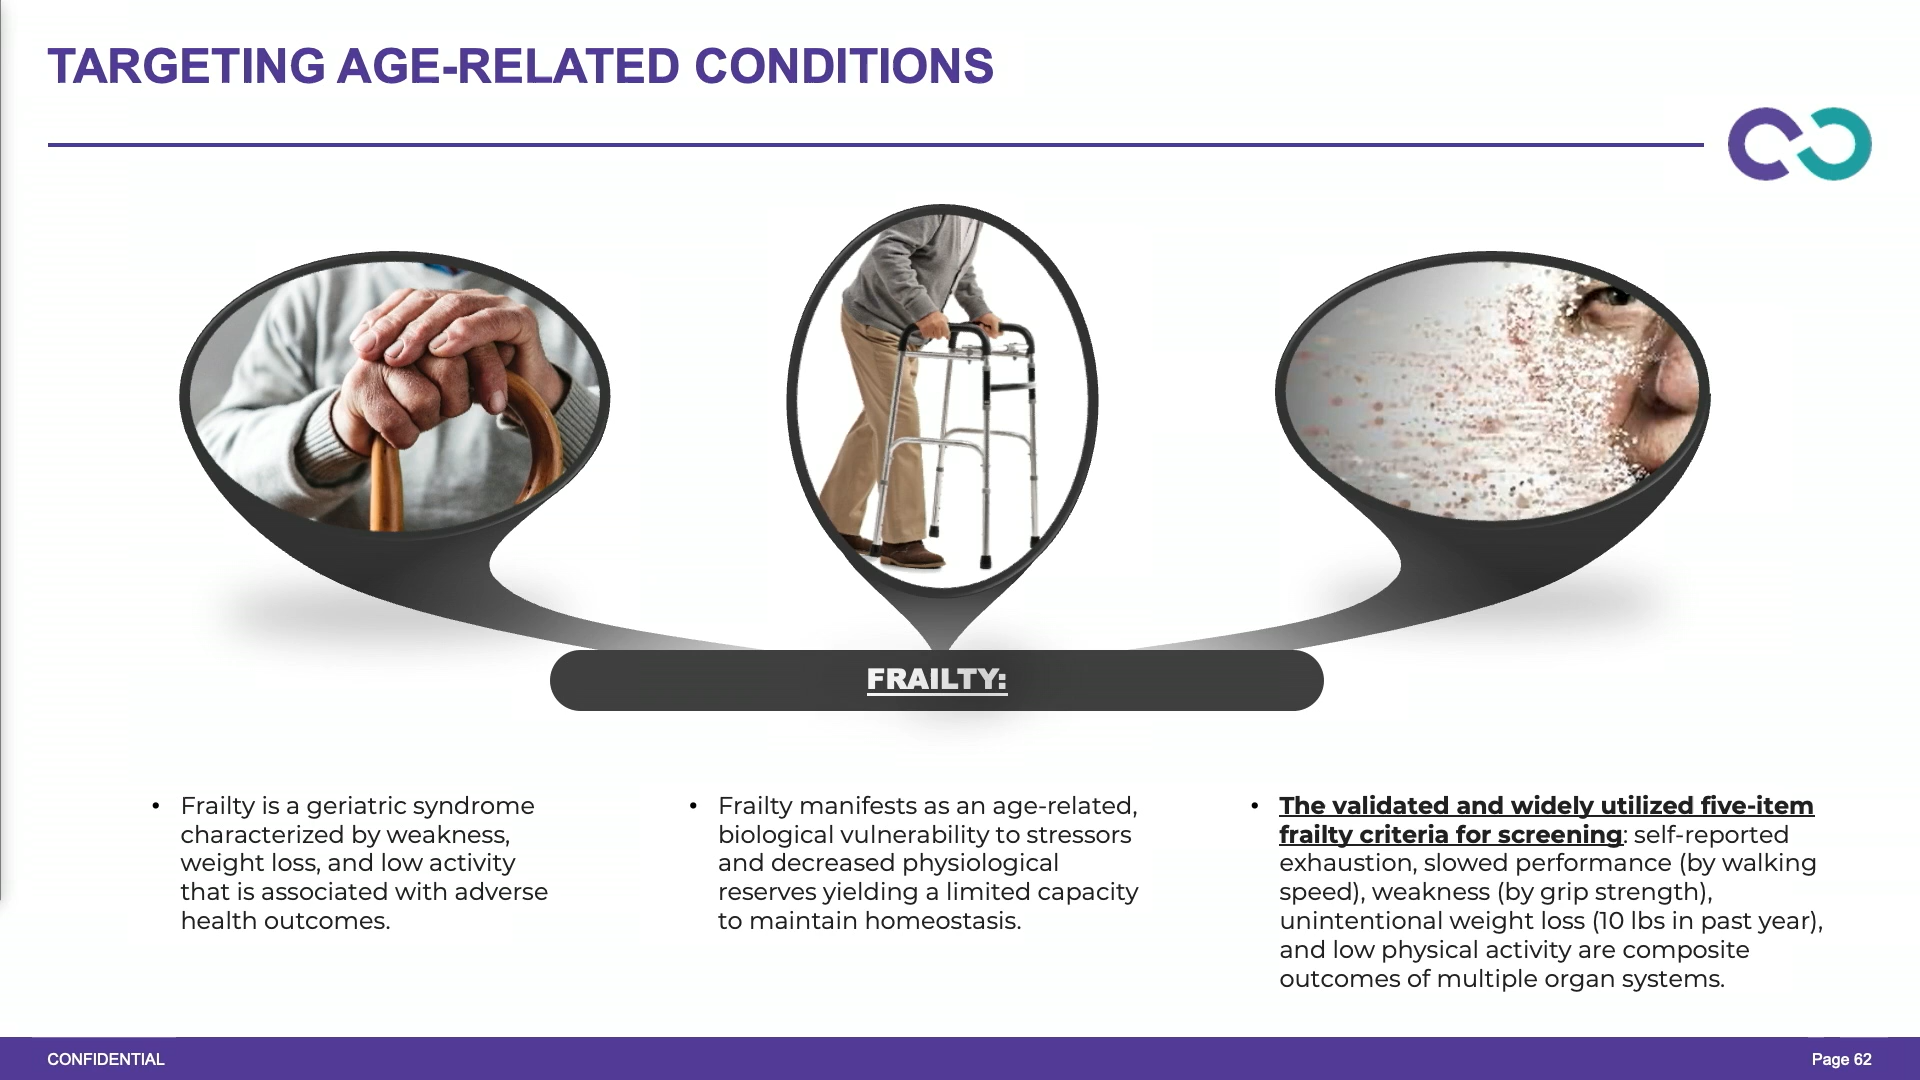 TARGETING AGE-RELATED CONDITIONS
FRAILTY:
• Frailty is a geriatric syndrome
characterized by weakness,
weight loss, and low activity
that is associated with adverse
health outcomes.
• Frailty manifests as an age-related,
biological vulnerability to stressors
and decreased physiological
reserves yielding a limited capacity
to maintain homeostasis.
• The validated and widely utilized five-item
frailty criteria for screening: self-reported
exhaustion, slowed performance (by walking
speed), weakness (by grip strength),
unintentional weight loss (10 lbs in past year),
and low physical activity are composite
outcomes of multiple organ systems.
CONFIDENTIAL
Page 62